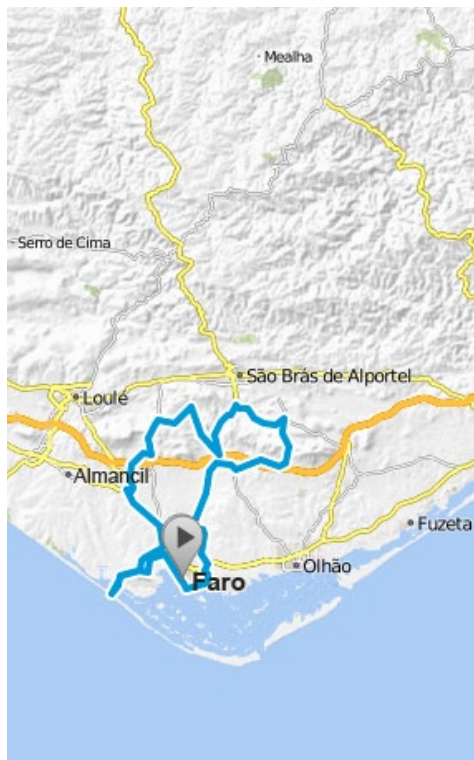 Mealha
Serro de Cima
São Brás de Alportel
Loulé
Almancil
Fuzeta
Olhão
Faro